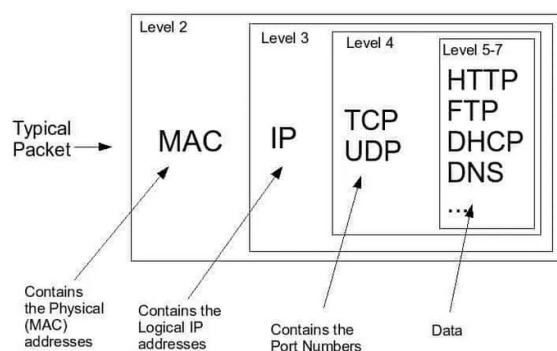 Level 2
Level 3
Level 4
Level 5-7
Typical
Packet
MAC
IP
TCP
UDP
HTTP
FTP
DHCP
DNS
...
Contains
the Physical
(MAC)
addresses
Contains the
Logical IP
addresses
Contains the
Port Numbers
Data